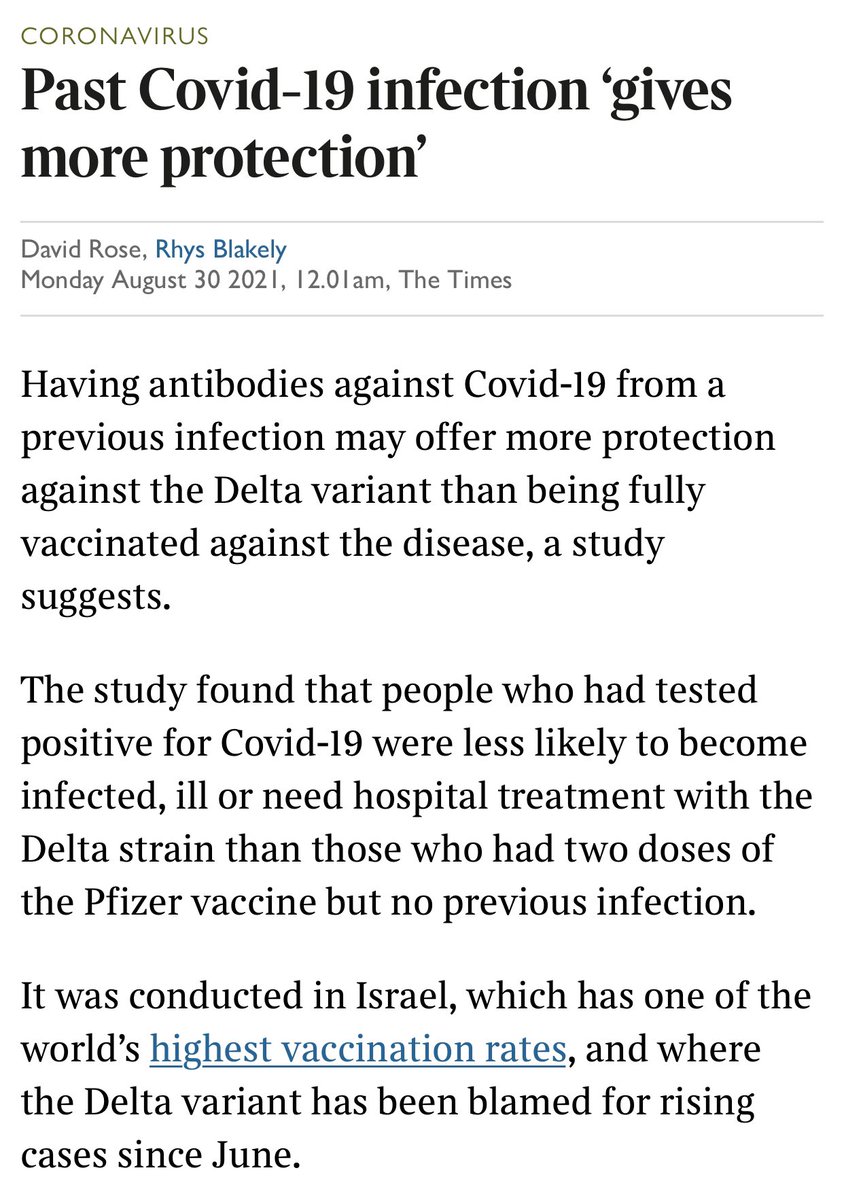 CORONAVIRUS
Past Covid-19 infection ‘gives
more protection’
David Rose, Rhys Blakely
Monday August 30 2021, 12.01am, The Times
Having antibodies against Covid-19 from a
previous infection may offer more protection
against the Delta variant than being fully
vaccinated against the disease, a study
suggests.
The study found that people who had tested
positive for Covid-19 were less likely to become
infected, ill or need hospital treatment with the
Delta strain than those who had two doses of
the Pfizer vaccine but no previous infection.
It was conducted in Israel, which has one of the
world’s highest vaccination rates, and where
the Delta variant has been blamed for rising
cases since June.